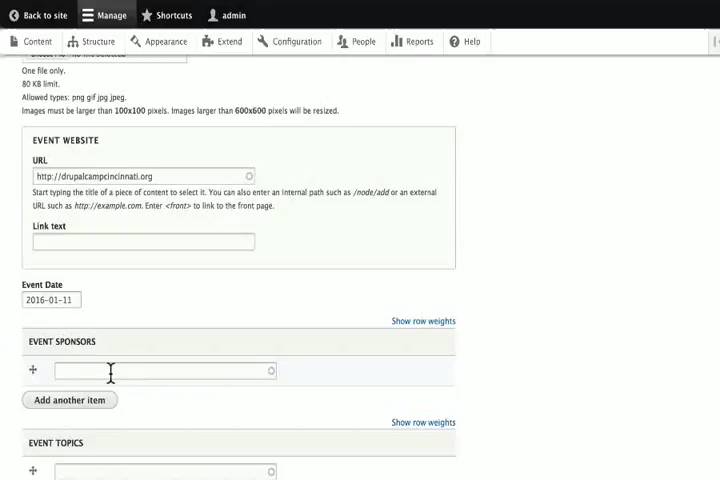 Back to site Manage Shortcuts admin
Content Structure Appearance Extend Configuration People Reports Help
One file only.
80 KB limit.
Allowed types: png gif jpg jpeg.
Images must be larger than 100x100 pixels. Images larger than 600x600 pixels will be resized.
EVENT WEBSITE
URL
http://drupalcampcincinnati.org
Start typing the title of a piece of content to select it. You can also enter an internal path such as /node/add or an external
URL such as http://example.com. Enter <front> to link to the front page.
Link text
Event Date
2016-01-11
Show row weights
EVENT SPONSORS
Add another item
Show row weights
EVENT TOPICS